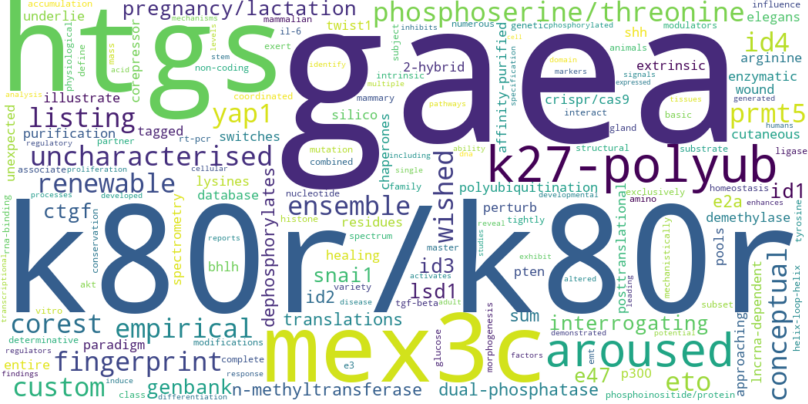 pregnancy/lactation
phosphoserine/threonine
accumulation
underlie
htgs
gaea
corepressor
twist1
mechanisms
mammalian
il-6
exert
numerous
inhibits
genetic
phosphorylated
modulators
shh
influence
elegans
id4
arginine
physiological
define
acid
mass
levels
stem
non-coding
subject
intrinsic
2-hybrid
extrinsic
animals
cell
domain
markers
signals
expressed
specification
enzymatic
wound
analysis
illustrate
identify
multiple
coordinated
mammary
affinity-purified
crispr/cas9
interact
tissues
generated
humans
listing
yap1
silico
prmt5
unexpected
purification
tagged
switches
mutation
combined
chaperones
pathways
gland
basic
structural
substrate
cutaneous
ligase
regulatory
partner
rt-pcr
ability
dna
including
single
family
uncharacterised
k27-polyub
associate
proliferation
cellular
renewable
lysines
database
nucleotide
wished
polyubiquitination
exclusively
amino
homeostasis
enhances
id1
processes
developed
ensemble
histone
residues
perturb
developmental
tightly
reveal
posttranslational
e2a
demethylase
tyrosine
rna-binding
ctgf
conservation
spectrometry
dephosphorylates
k80r/k80r
reports
bhlh
spectrum
healing
snai1
id3
master
activates
lsd1
pten
studies
exhibit
altered
mechanistically
pools
subset
helix-loop-helix
transcriptional
akt
vitro
id2
disease
variety
tgf-beta
adult
leading
lncrna-dependent
approaching
conceptual
corest
empirical
translations
mex3c
sum
interrogating
demonstrated
potential
determinative
regulators
paradigm
modifications
complete
response
glucose
morphogenesis
factors
emt
aroused
entire
findings
fingerprint
induce
e3
e47
p300
eto
custom
class
differentiation
genbank
n-methyltransferase
dual-phosphatase
phosphoinositide/protein